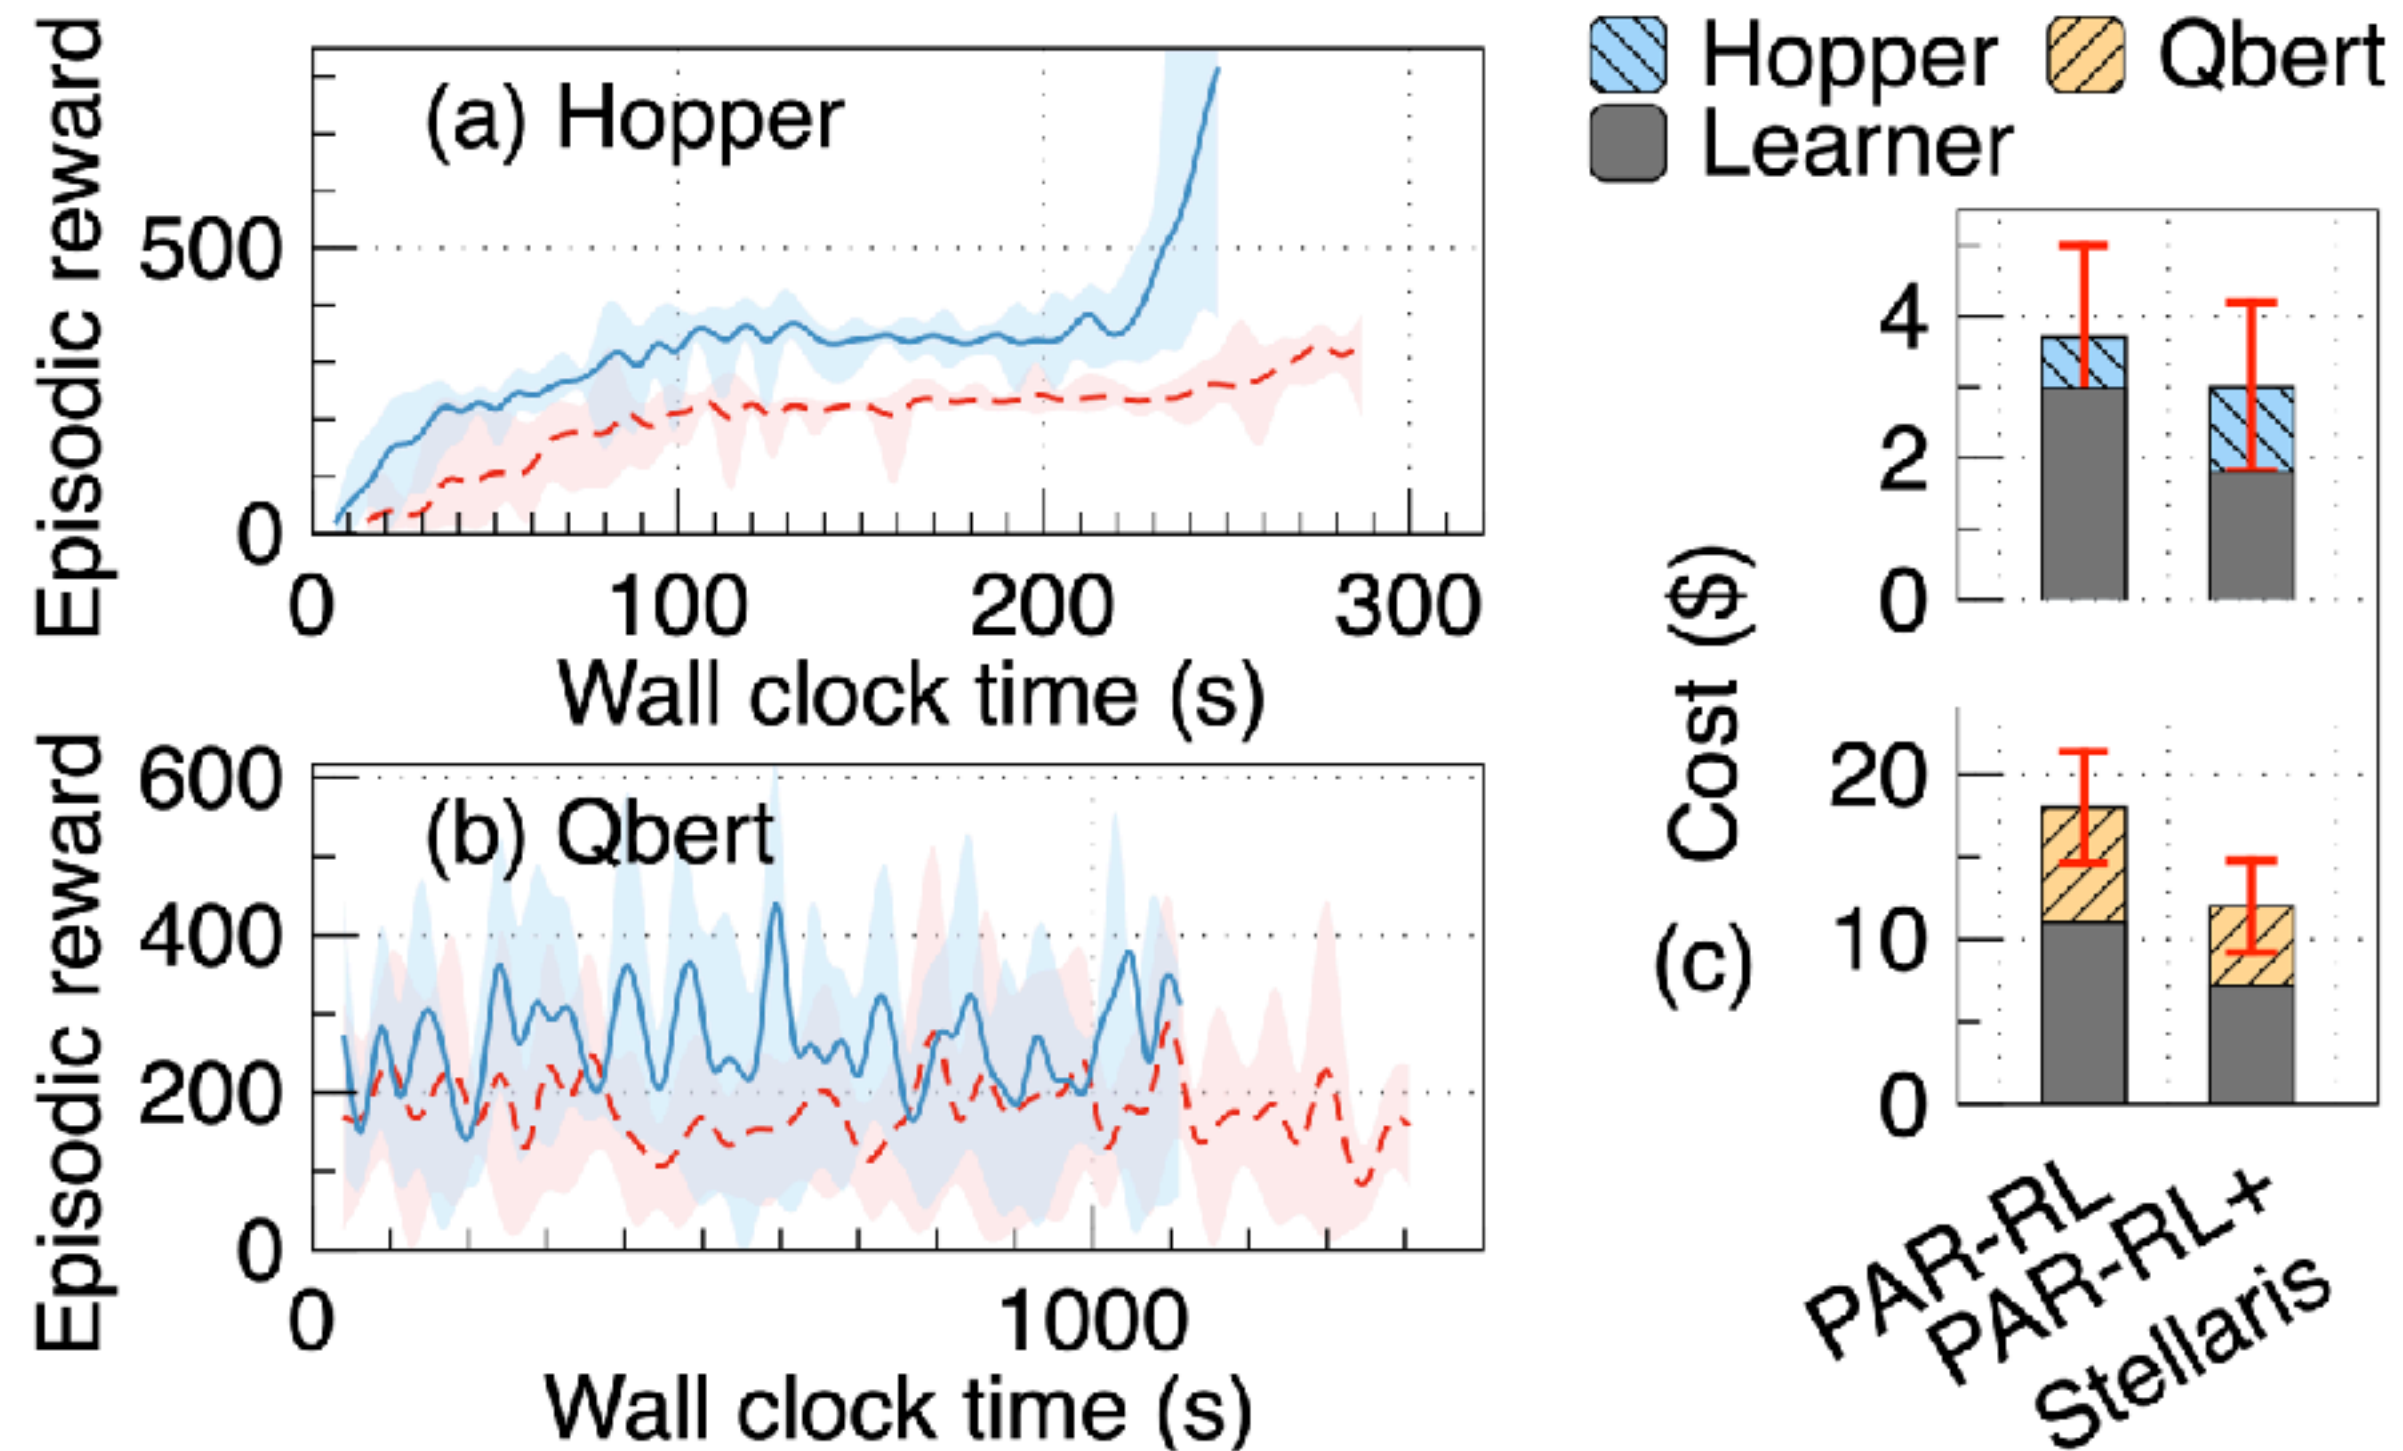 Episodic reward
(a) Hopper
500
0
0 100 200 300
Wall clock time (s)
Episodic reward
600
(b) Qbert
400
200
0
0 1000
Wall clock time (s)
Hopper Qbert
Learner
(c) Cost ($)
4
2
0
20
10
0
PAR-RL
PAR-RL+
Stellaris